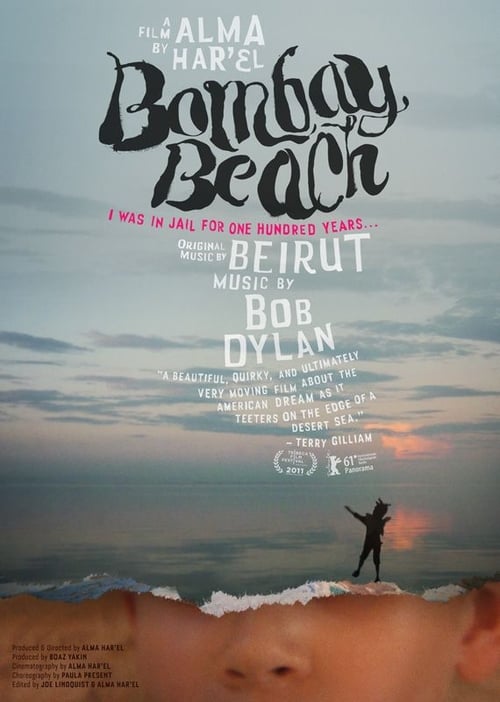 A
FILM
BY
ALMA
HAR'EL
Bombay
Beach
I WAS IN JAIL FOR ONE HUNDRED YEARS...
ORIGINAL
MUSIC BY
BEIRUT
MUSIC BY
BOB
DYLAN
"A BEAUTIFUL, QUIRKY, AND ULTIMATELY
VERY MOVING FILM ABOUT THE
AMERICAN DREAM AS IT
TEETERS ON THE EDGE OF A
DESERT SEA."
– TERRY GILLIAM
TRIBECA
FILM
FESTIVAL
2011
61
Panorama
Produced & Directed by ALMA HAR'EL
Produced by BOAZ YAKIN
Cinematography by ALMA HAR'EL
Choreography by PAULA PRESENT
Edited by JOE LINDQUIST & ALMA HAR'EL